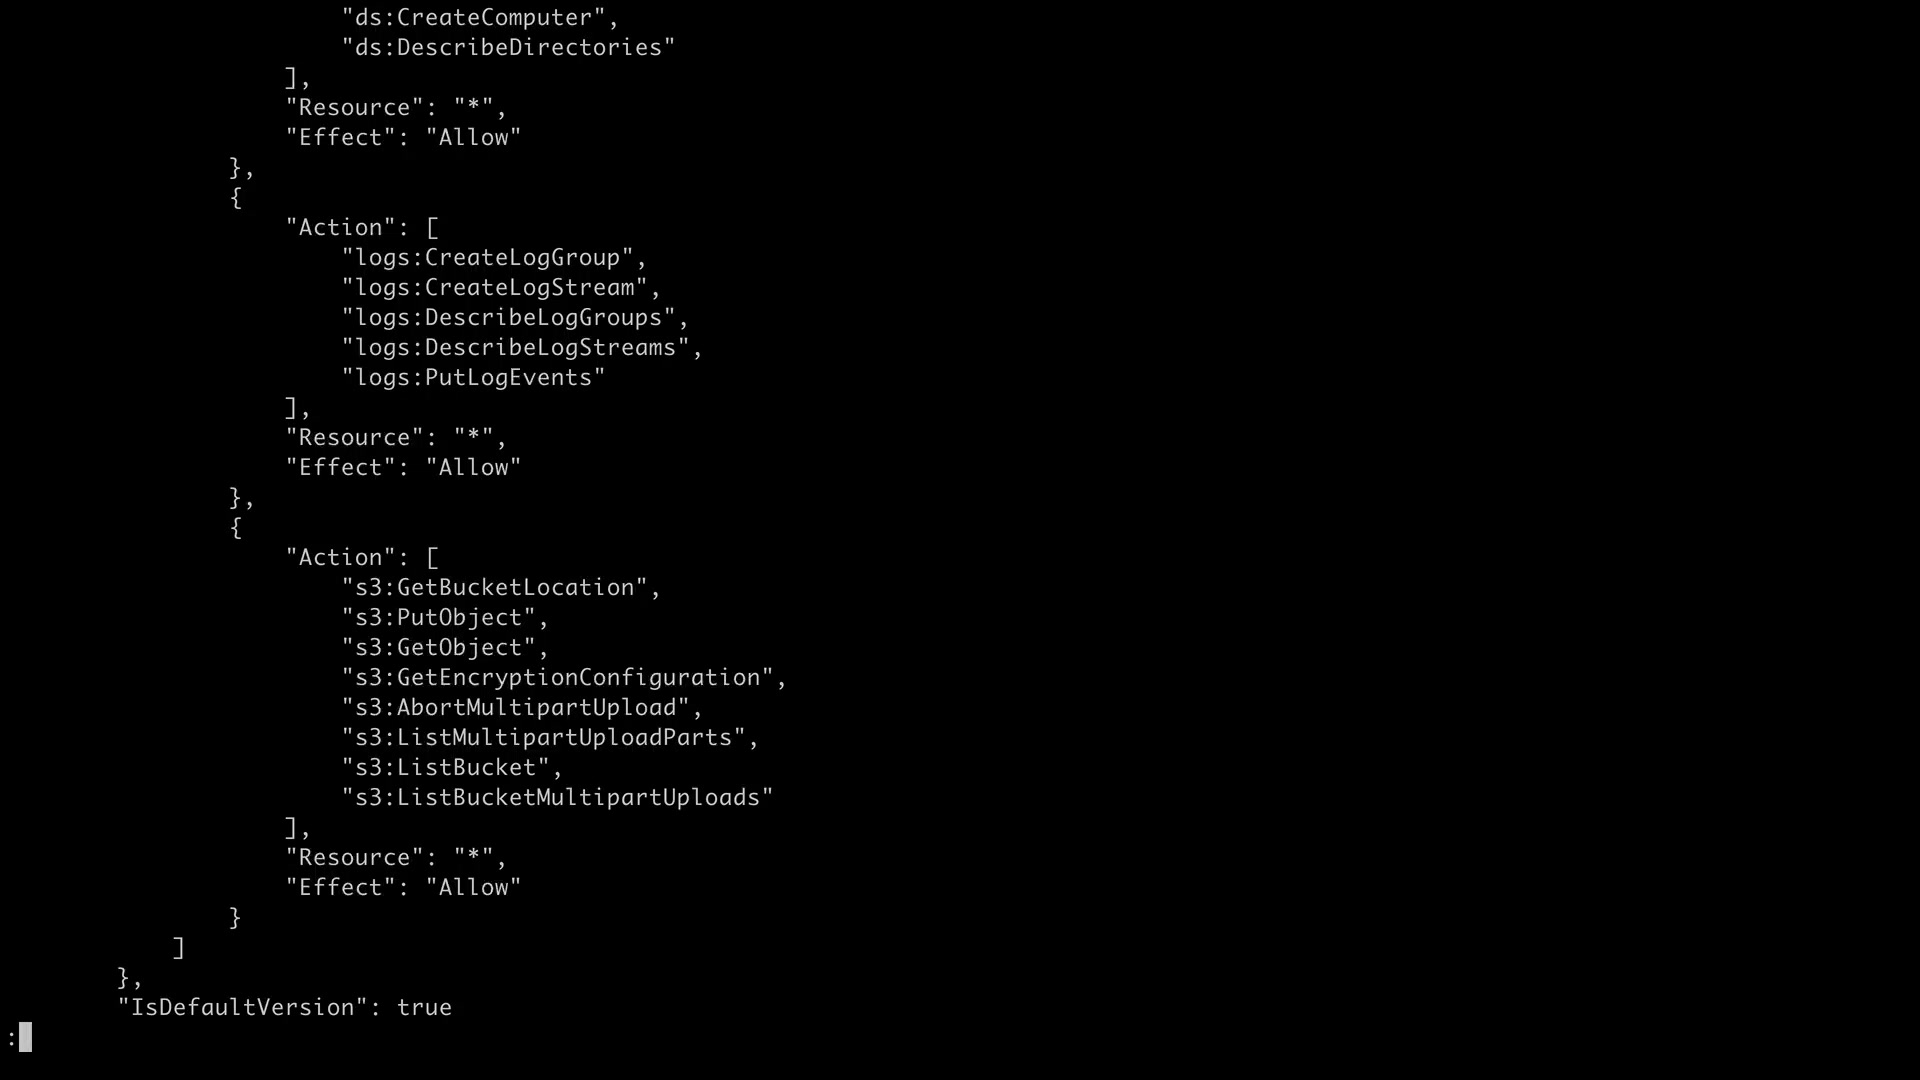 "ds:CreateComputer",
"ds:DescribeDirectories"
],
"Resource": "*",
"Effect": "Allow"
},
{
"Action": [
"logs:CreateLogGroup",
"logs:CreateLogStream",
"logs:DescribeLogGroups",
"logs:DescribeLogStreams",
"logs:PutLogEvents"
],
"Resource": "*",
"Effect": "Allow"
},
{
"Action": [
"s3:GetBucketLocation",
"s3:PutObject",
"s3:GetObject",
"s3:GetEncryptionConfiguration",
"s3:AbortMultipartUpload",
"s3:ListMultipartUploadParts",
"s3:ListBucket",
"s3:ListBucketMultipartUploads"
],
"Resource": "*",
"Effect": "Allow"
}
]
},
"IsDefaultVersion": true
: